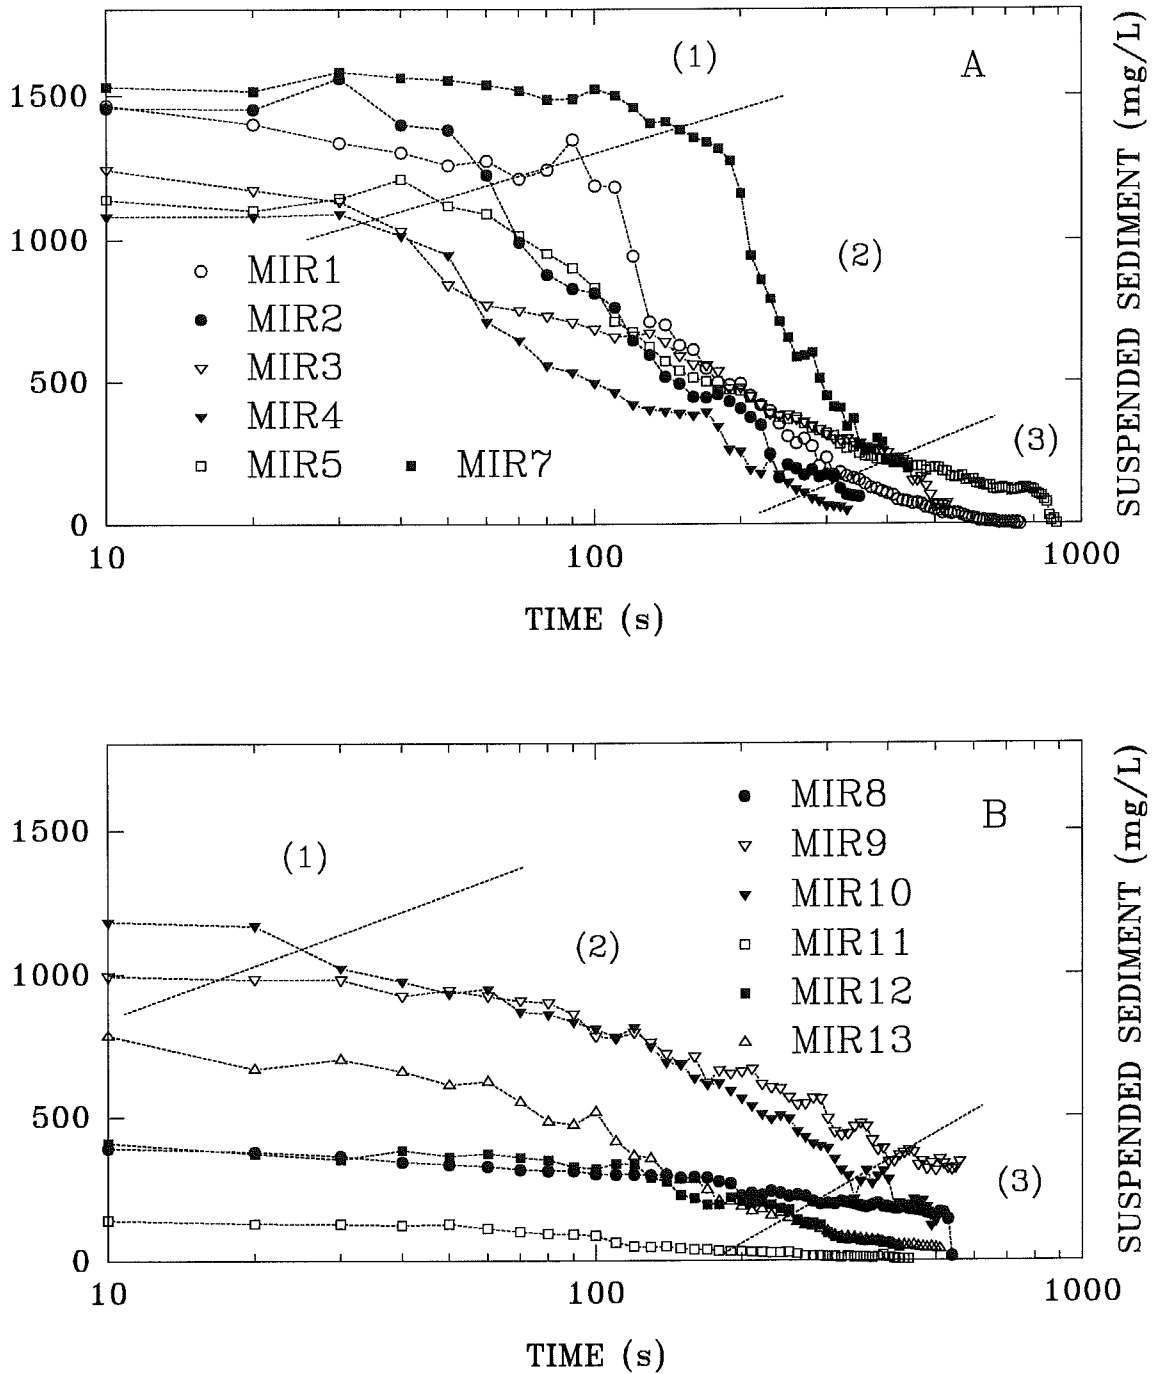 (1)
A
1500
1000
500
0
(2)
(3)
MIR1
MIR2
MIR3
MIR4
MIR5 MIR7
SUSPENDED SEDIMENT (mg/L)
10 100 1000
TIME (s)
MIR8
MIR9
MIR10
MIR11
MIR12
MIR13
B
1500
1000
500
0
(1)
(2)
(3)
SUSPENDED SEDIMENT (mg/L)
10 100 1000
TIME (s)